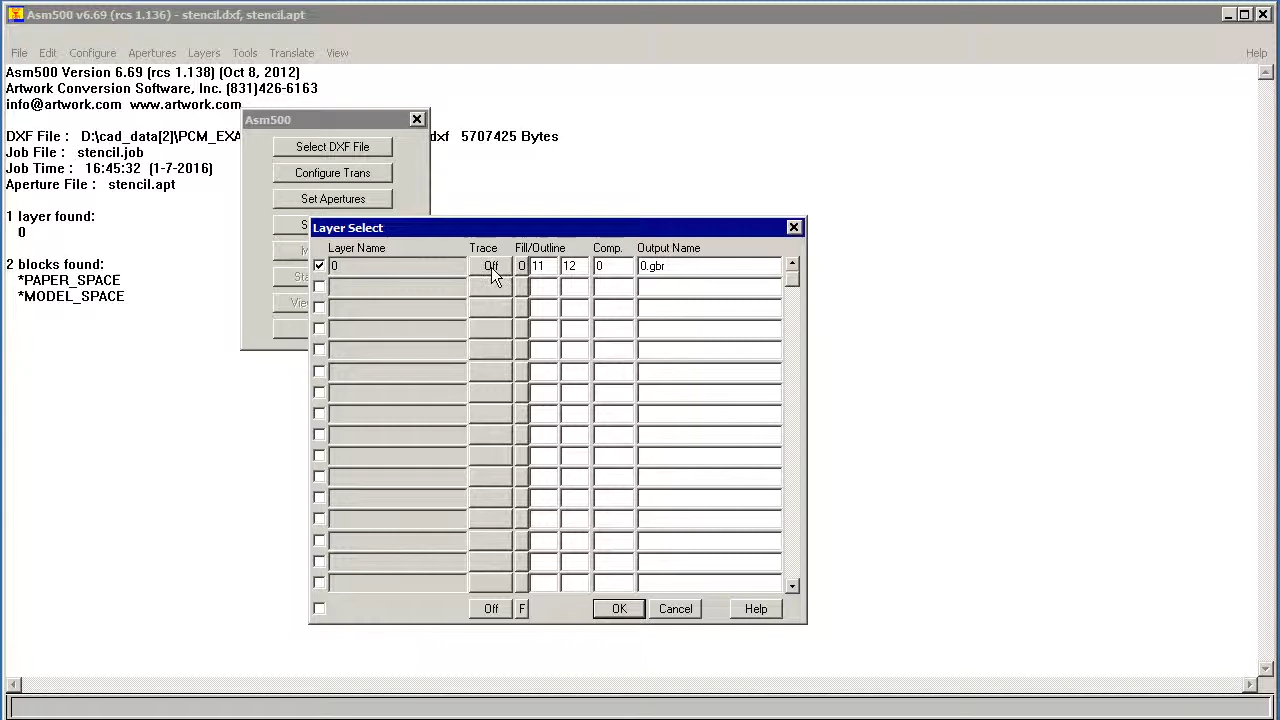 Asm500 v6.69 (rcs 1.136) - stencil.dxf, stencil.apt
File Edit Configure Apertures Layers Tools Translate View Help
Asm500 Version 6.69 (rcs 1.138) (Oct 8, 2012)
Artwork Conversion Software, Inc. (831)426-6163
info@artwork.com www.artwork.com
DXF File : D:\cad_data[2]\PCM_EXA dxf 5707425 Bytes
Job File : stencil.job
Job Time : 16:45:32 (1-7-2016)
Aperture File : stencil.apt
1 layer found:
0
2 blocks found:
*PAPER_SPACE
*MODEL_SPACE
Asm500
Select DXF File
Configure Trans
Set Apertures
S
M
Sta
Vie
Layer Select
Layer Name Trace Fill/Outline Comp. Output Name
0 Off O 11 12 0 0.gbr
Off F OK Cancel Help